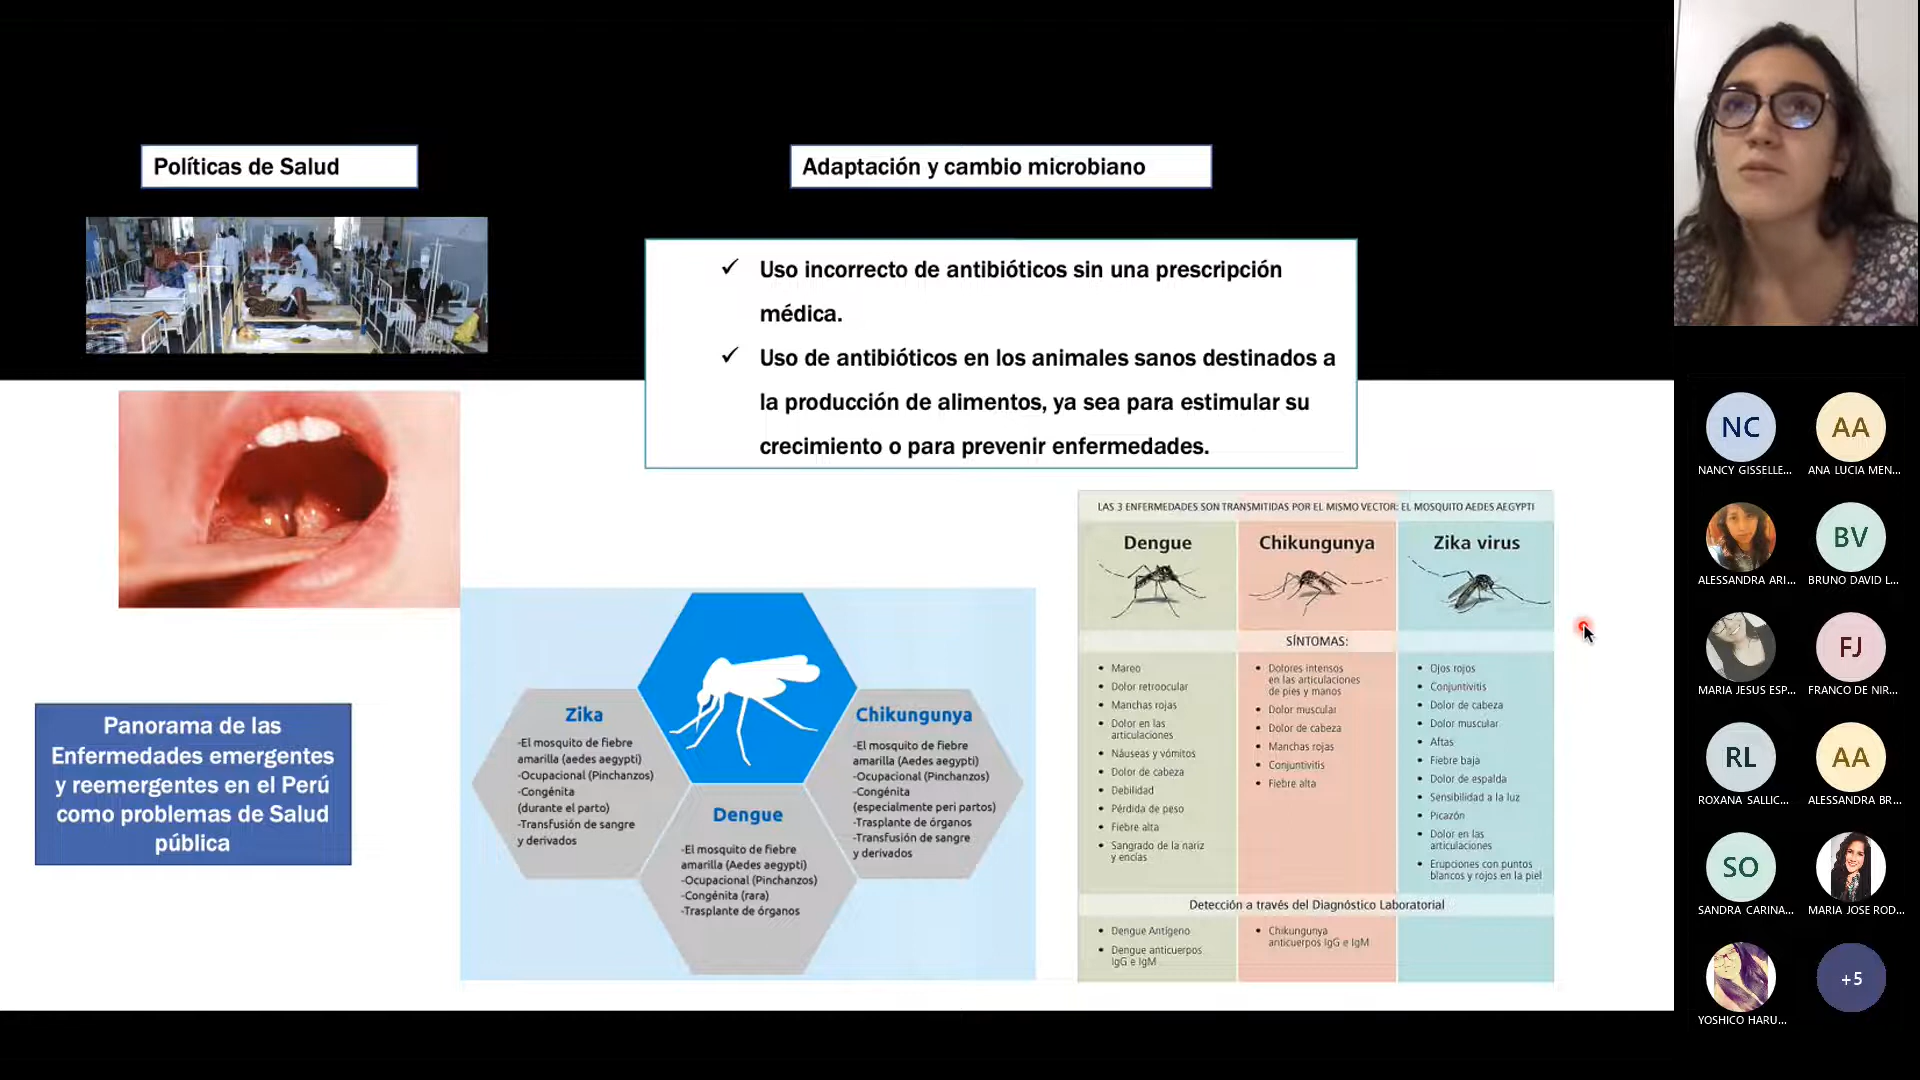 Políticas de Salud
Adaptación y cambio microbiano
✓ Uso incorrecto de antibióticos sin una prescripción
médica.
✓ Uso de antibióticos en los animales sanos destinados a
la producción de alimentos, ya sea para estimular su
crecimiento o para prevenir enfermedades.
Panorama de las
Enfermedades emergentes
y reemergentes en el Perú
como problemas de Salud
pública
Zika
-El mosquito de fiebre
amarilla (aedes aegypti)
-Ocupacional (Pinchanzos)
-Congénita
(durante el parto)
-Transfusión de sangre
y derivados
Dengue
-El mosquito de fiebre
amarilla (Aedes aegypti)
-Ocupacional (Pinchanzos)
-Congénita (rara)
-Trasplante de órganos
Chikungunya
-El mosquito de fiebre
amarilla (Aedes aegypti)
-Ocupacional (Pinchanzos)
-Congénita
(especialmente peri partos)
-Trasplante de órganos
-Transfusión de sangre
y derivados
LAS 3 ENFERMEDADES SON TRANSMITIDAS POR EL MISMO VECTOR: EL MOSQUITO AEDES AEGYPTI
Dengue
Chikungunya
Zika virus
SÍNTOMAS:
• Mareo
• Dolor retroocular
• Manchas rojas
• Dolor en las
articulaciones
• Náuseas y vómitos
• Dolor de cabeza
• Debilidad
• Pérdida de peso
• Fiebre alta
• Sangrado de la nariz
y encías
• Dolores intensos
en las articulaciones
de pies y manos
• Dolor muscular
• Dolor de cabeza
• Manchas rojas
• Conjuntivitis
• Fiebre alta
• Ojos rojos
• Conjuntivitis
• Dolor de cabeza
• Dolor muscular
• Aftas
• Fiebre baja
• Dolor de espalda
• Sensibilidad a la luz
• Picazón
• Dolor en las
articulaciones
• Erupciones con puntos
blancos y rojos en la piel
Detección a través del Diagnóstico Laboratorial
• Dengue Antígeno
• Dengue anticuerpos
IgG e IgM
• Chikungunya
anticuerpos IgG e IgM
NC
AA
NANCY GISSELLE...
ANA LUCIA MEN...
BV
ALESSANDRA ARI...
BRUNO DAVID L...
FJ
MARIA JESUS ESP...
FRANCO DE NIR...
RL
AA
ROXANA SALLIC...
ALESSANDRA BR...
SO
SANDRA CARINA...
MARIA JOSE ROD...
+5
YOSHICO HARU...